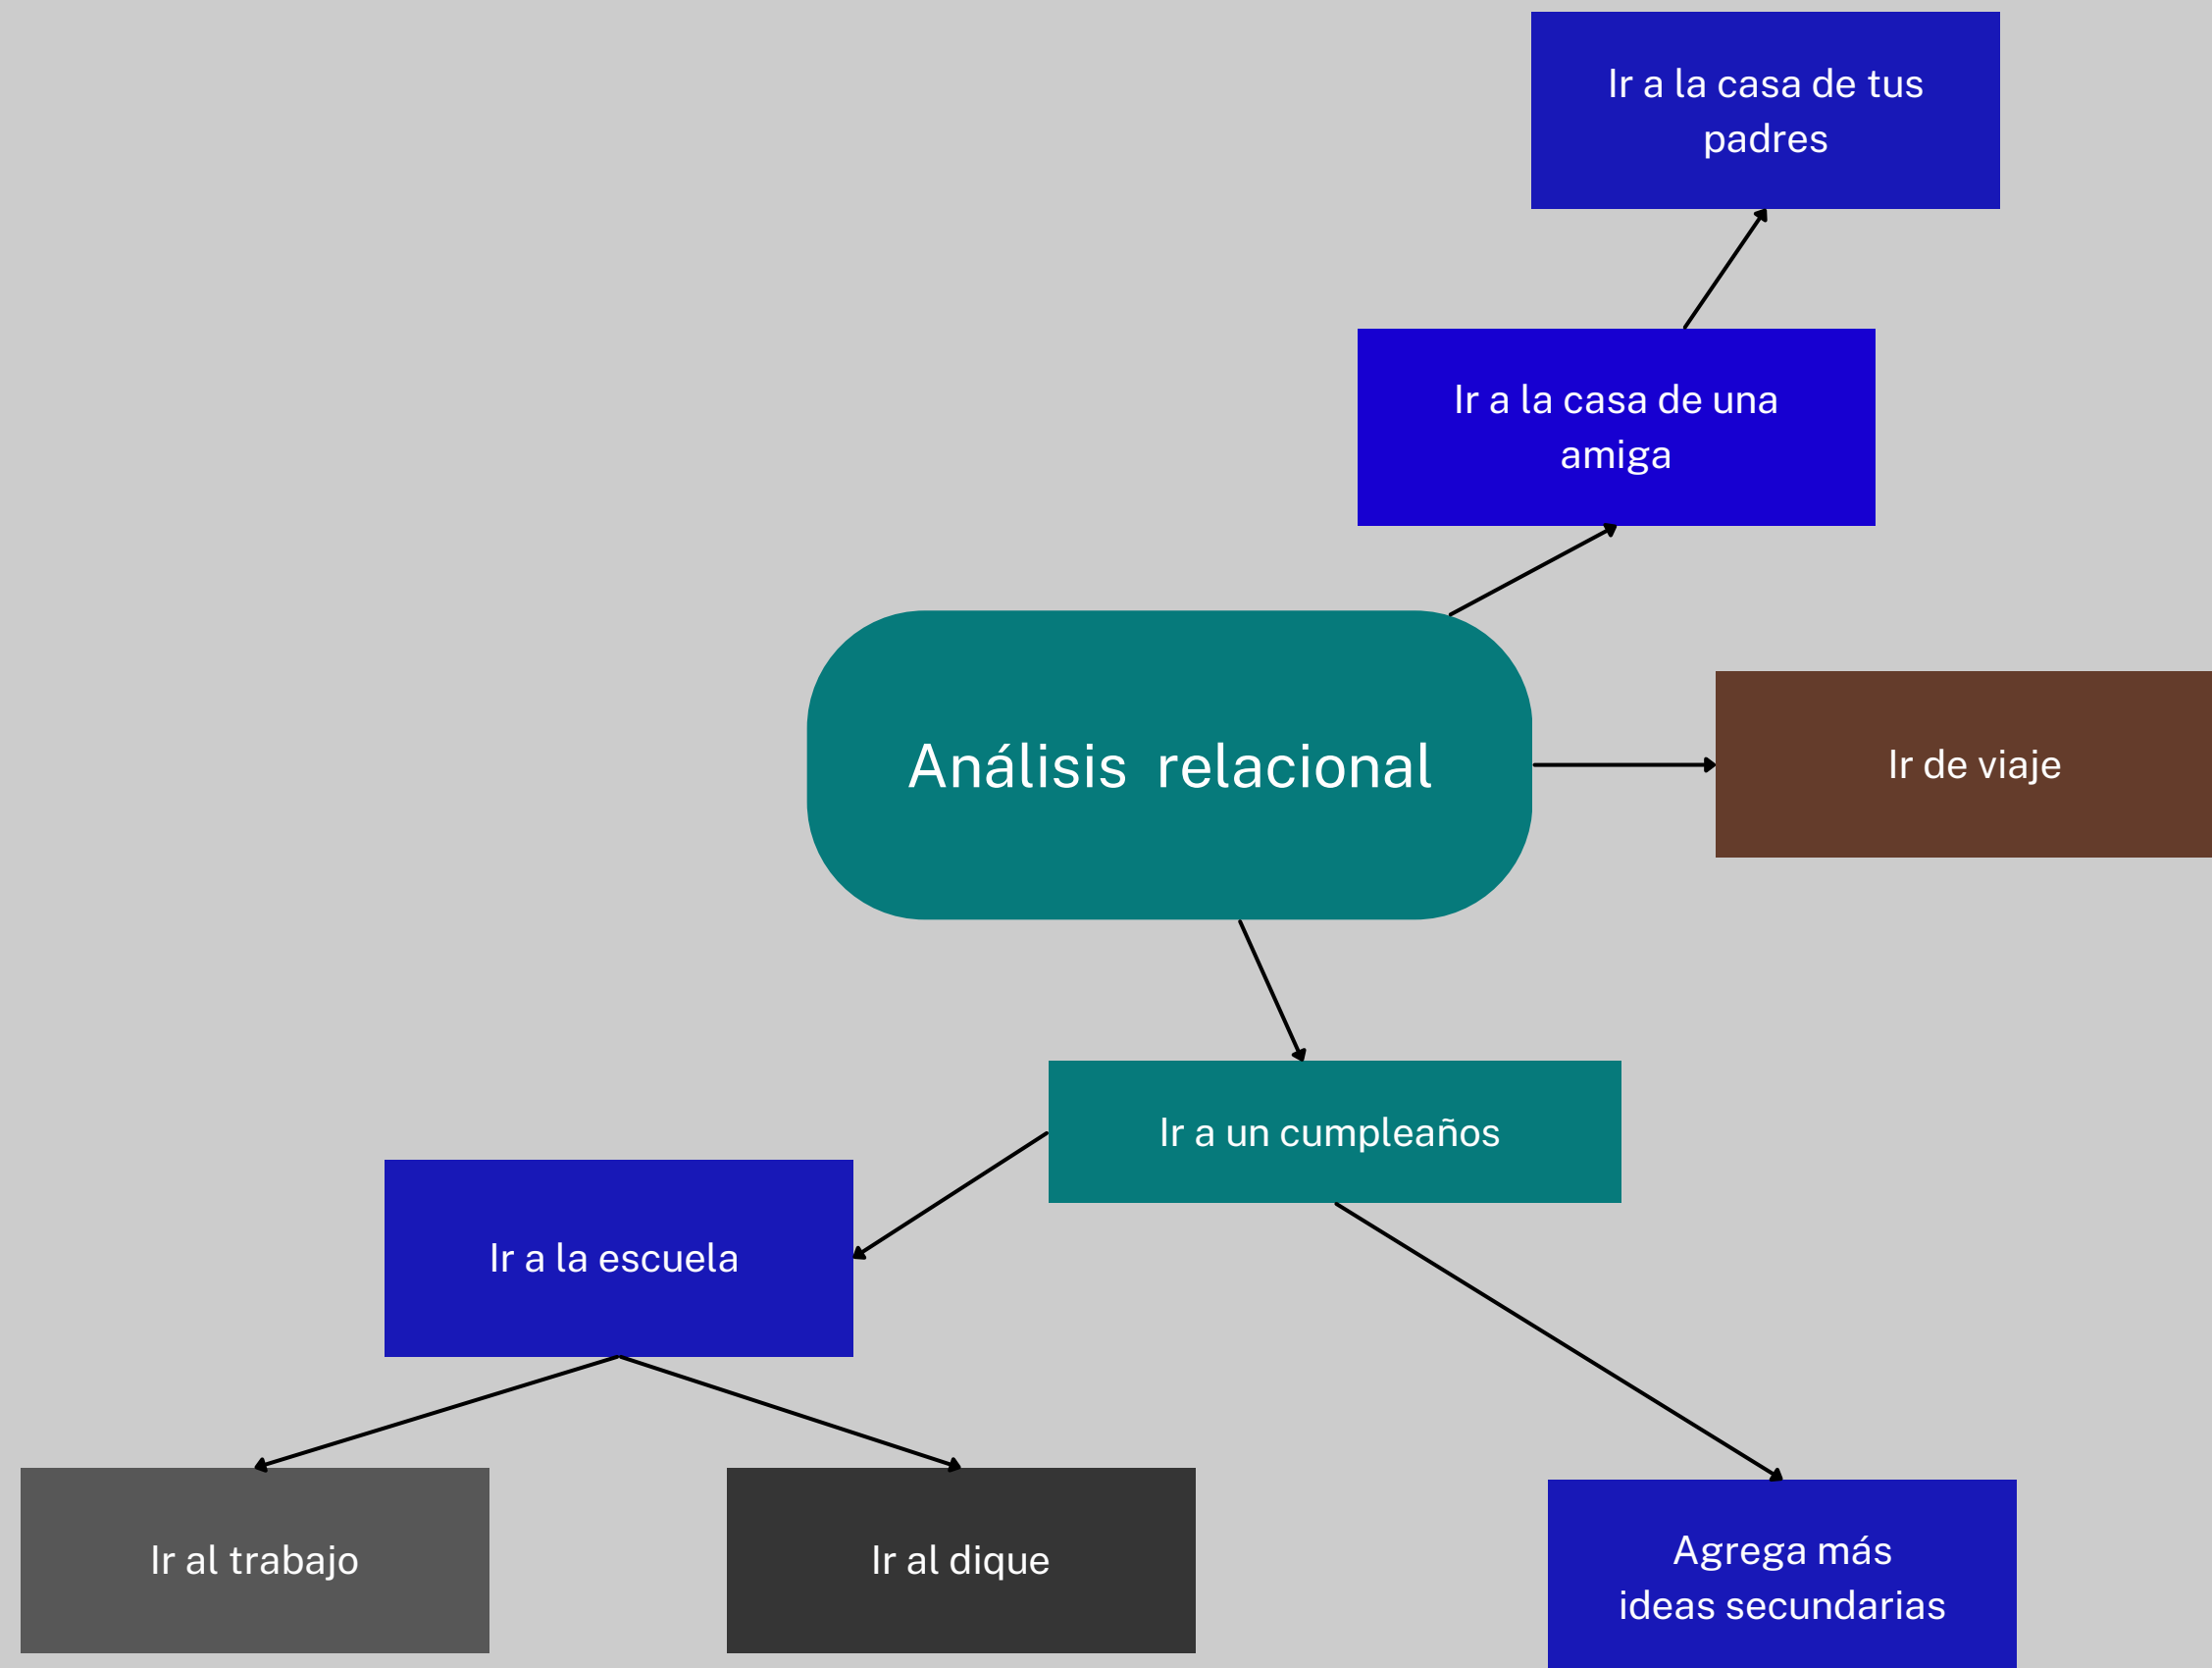 Ir a la casa de tus
padres
Ir a la casa de una
amiga
Análisis  relacional
Ir de viaje
Ir a un cumpleaños
Ir a la escuela
Ir al trabajo
Ir al dique
Agrega más
ideas secundarias